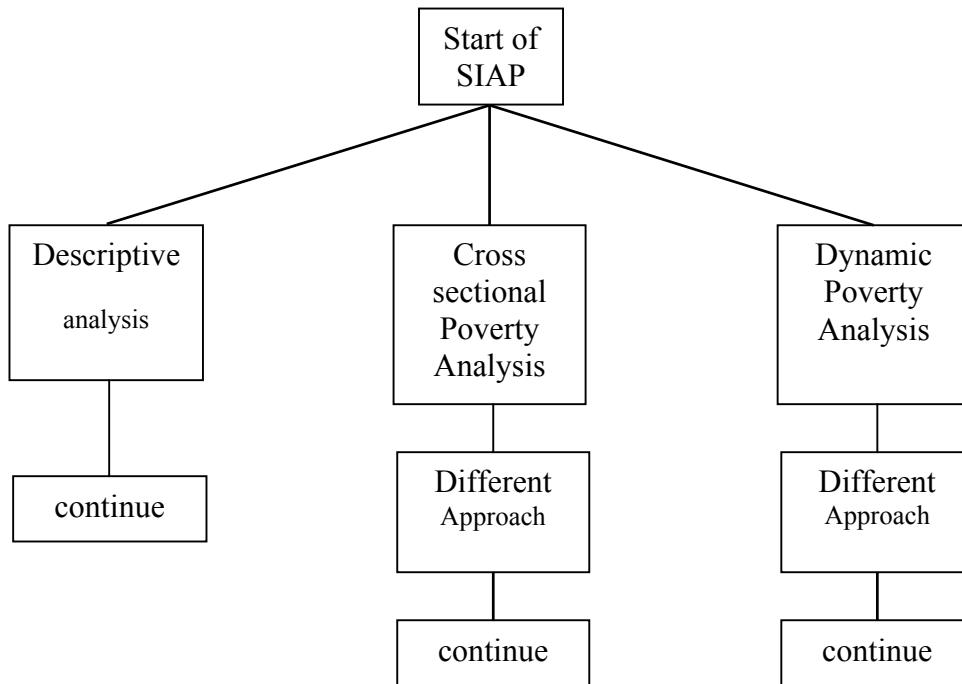 Start of
SIAP
Descriptive
analysis
Cross
sectional
Poverty
Analysis
Dynamic
Poverty
Analysis
continue
Different
Approach
Different
Approach
continue
continue